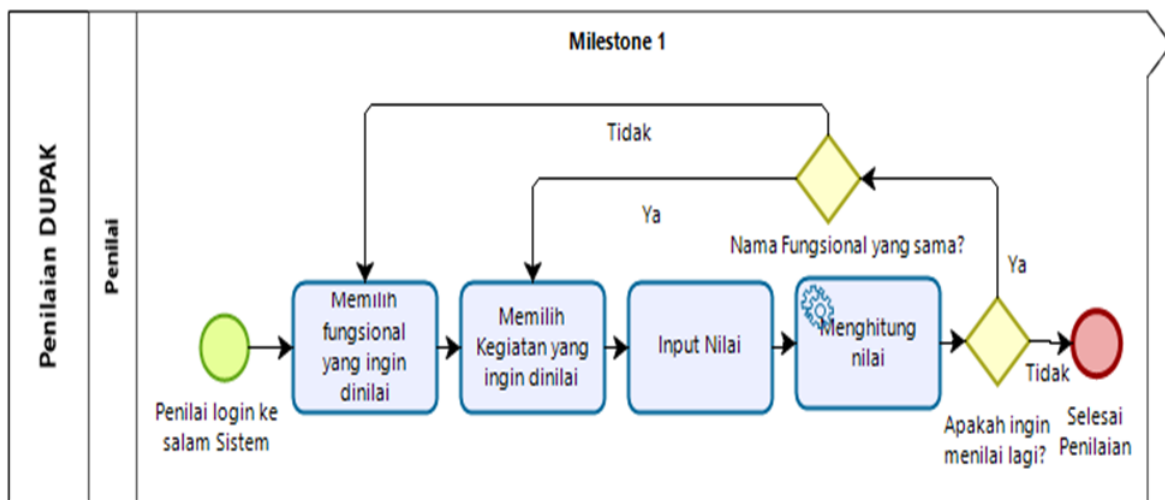 Milestone 1
Penilaian DUPAK
Penilai
Tidak
Ya
Nama Fungsional yang sama?
Ya
Memilih
fungsional
yang ingin
dinilai
Memilih
Kegiatan yang
ingin dinilai
Input Nilai
Menghitung
nilai
Tidak
Penilai login ke
salam Sistem
Apakah ingin
menilai lagi?
Selesai
Penilaian